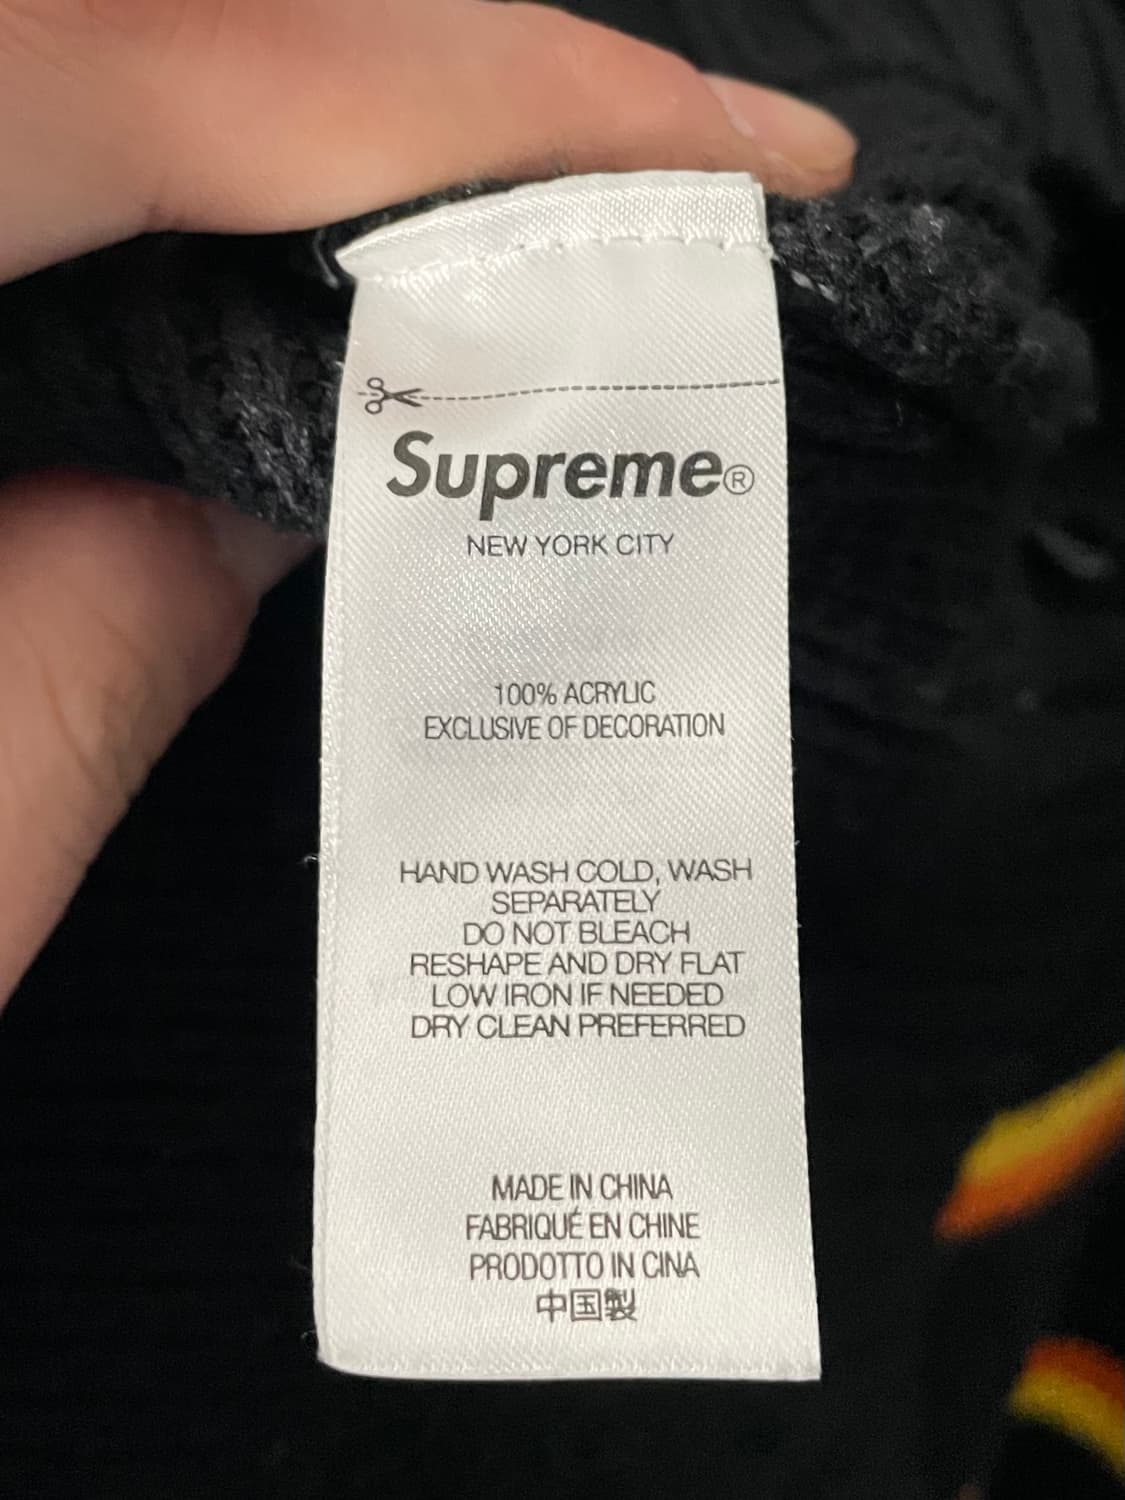 Supreme®
NEW YORK CITY
100% ACRYLIC
EXCLUSIVE OF DECORATION
HAND WASH COLD, WASH
SEPARATELY
DO NOT BLEACH
RESHAPE AND DRY FLAT
LOW IRON IF NEEDED
DRY CLEAN PREFERRED
MADE IN CHINA
FABRIQUÉ EN CHINE
PRODOTTO IN CINA
中国製